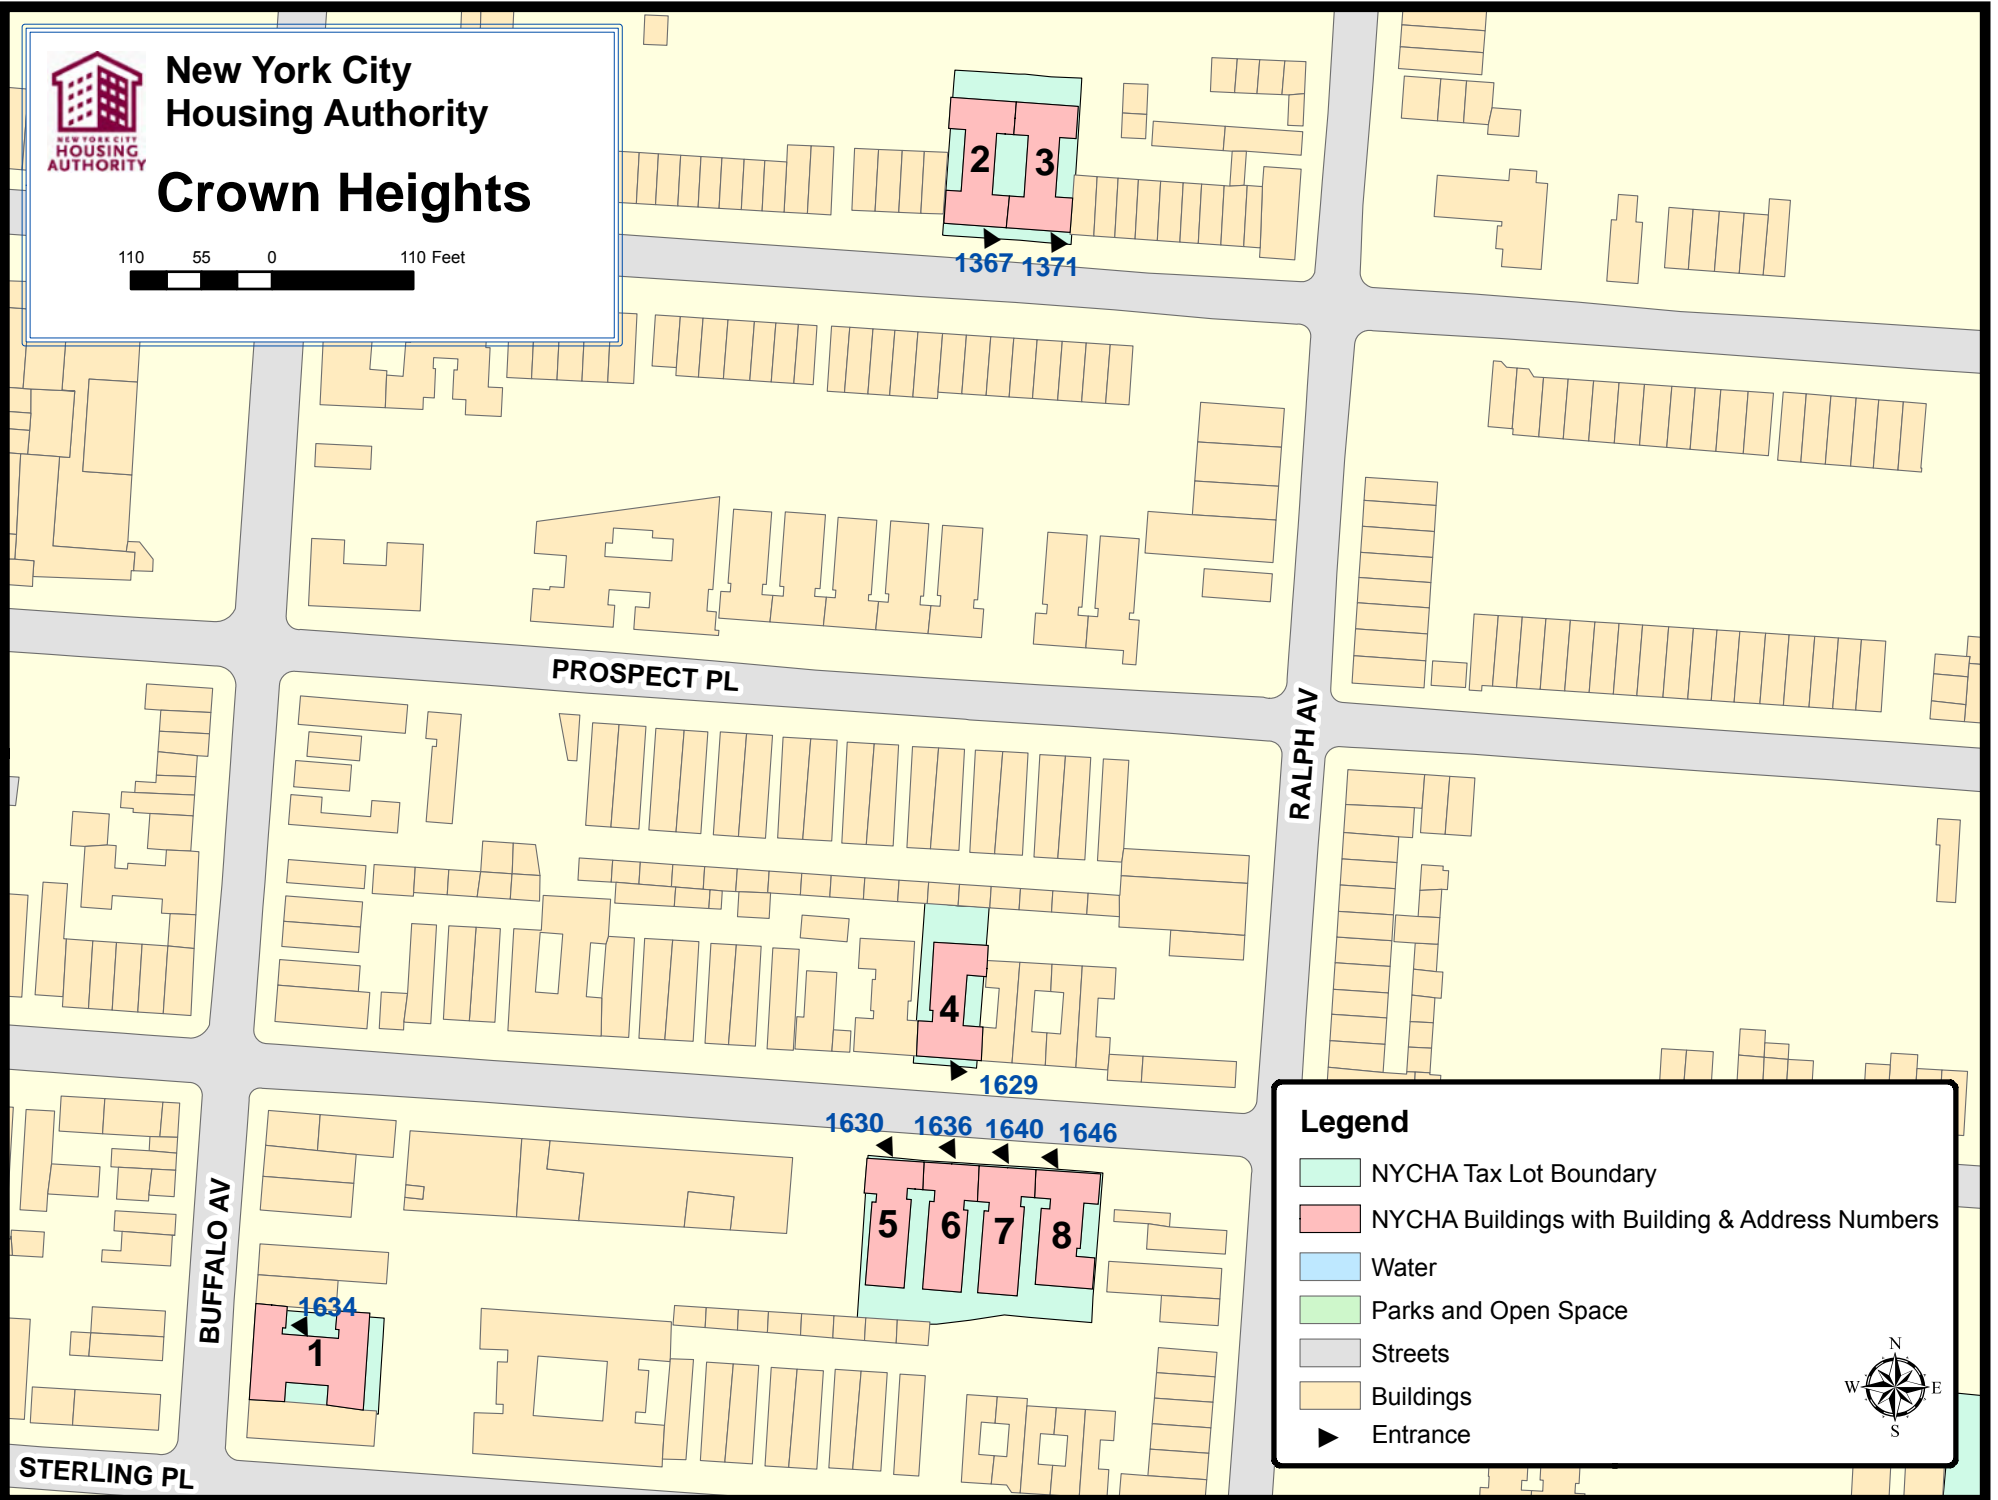 New York City
Housing Authority
NEW YORK CITY
HOUSING
AUTHORITY
Crown Heights
110 55 0 110 Feet
2 3
1367 1371
PROSPECT PL
RALPH AV
4
1629
1630 1636 1640 1646
5 6 7 8
BUFFALO AV
1634
1
STERLING PL
Legend
NYCHA Tax Lot Boundary
NYCHA Buildings with Building & Address Numbers
Water
Parks and Open Space
Streets
Buildings
Entrance
N
W E
S